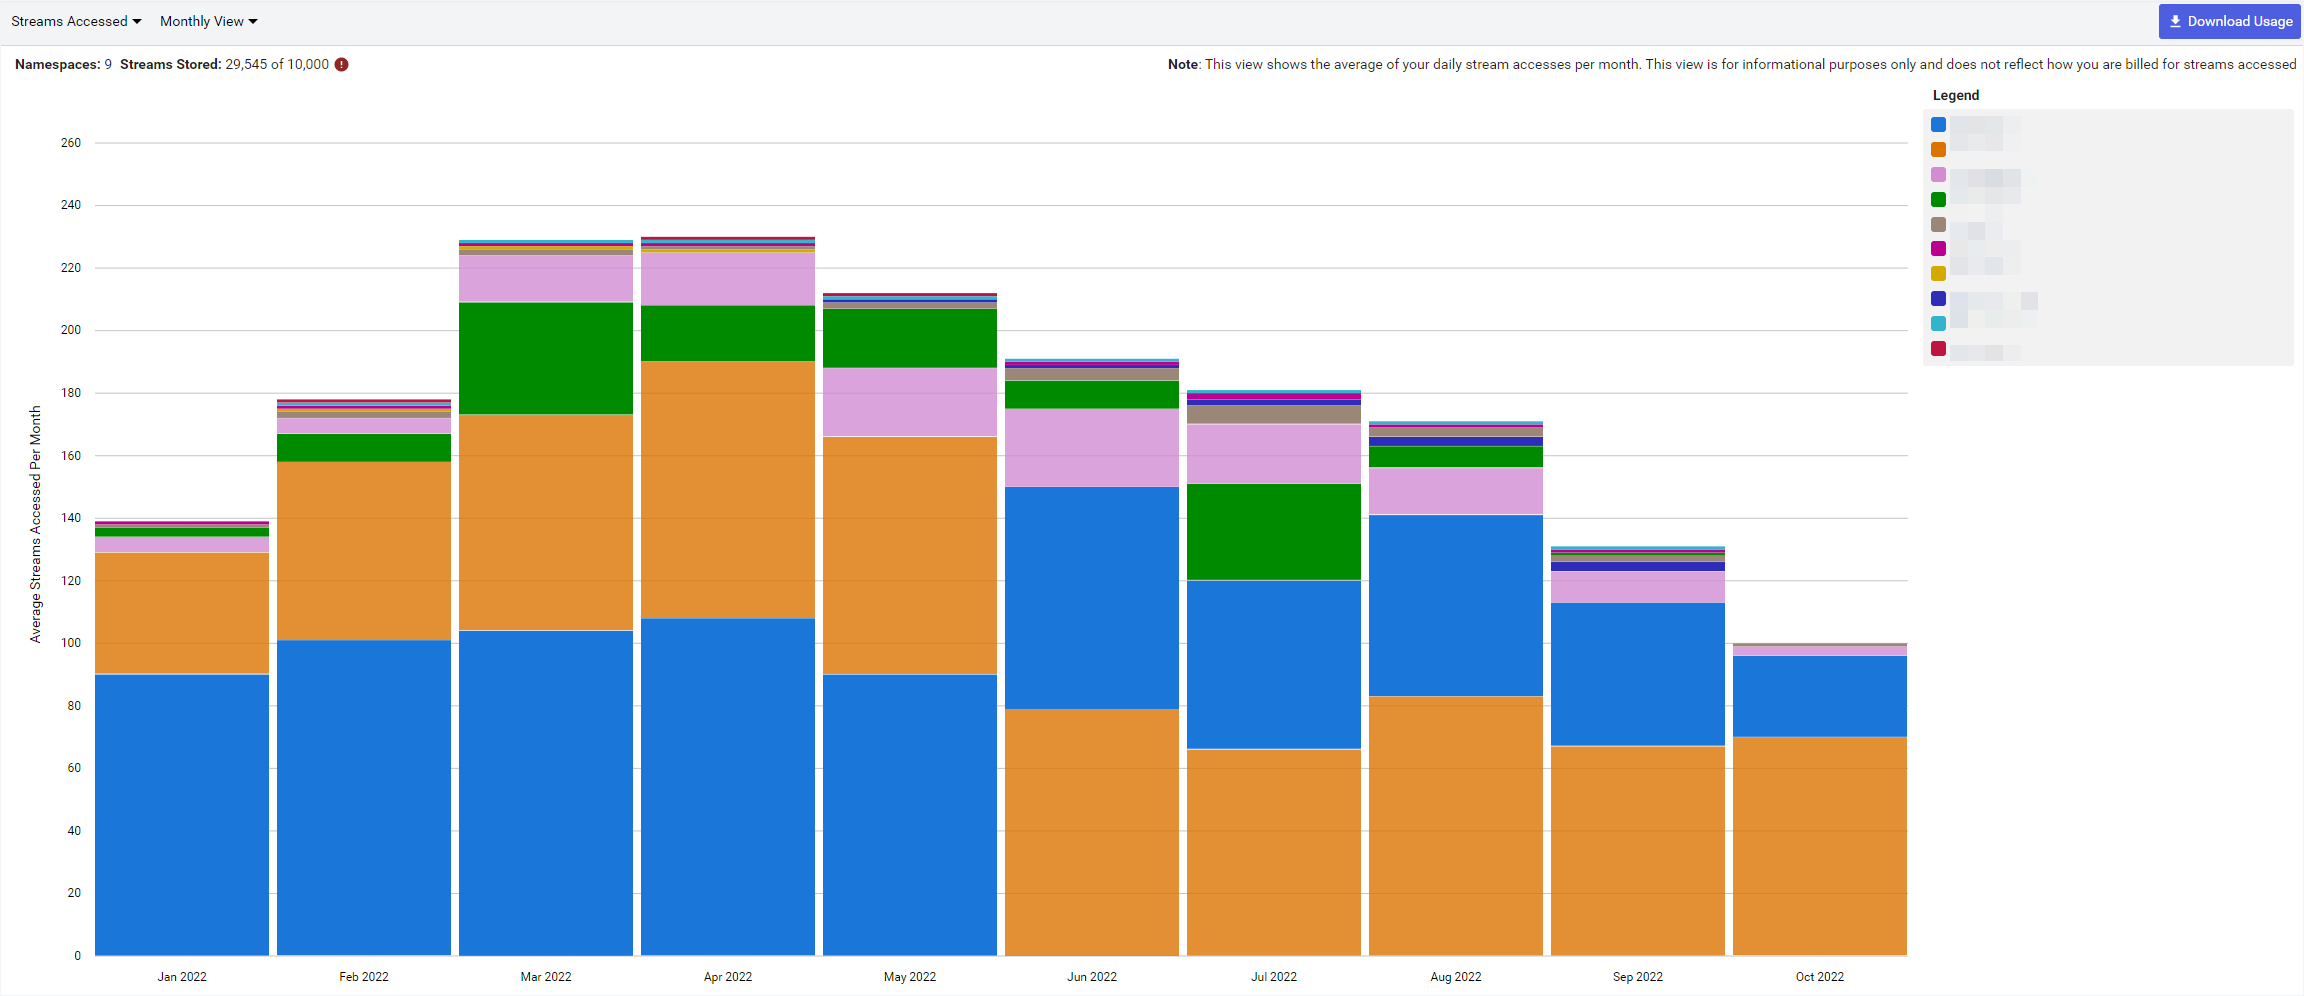 Streams Accessed Monthly View Download Usage
Namespaces: 9 Streams Stored: 29,545 of 10,000 Note: This view shows the average of your daily stream accesses per month. This view is for informational purposes only and does not reflect how you are billed for streams accessed
Legend
Average Streams Accessed Per Month
260
240
220
200
180
160
140
120
100
80
60
40
20
0
Jan 2022 Feb 2022 Mar 2022 Apr 2022 May 2022 Jun 2022 Jul 2022 Aug 2022 Sep 2022 Oct 2022